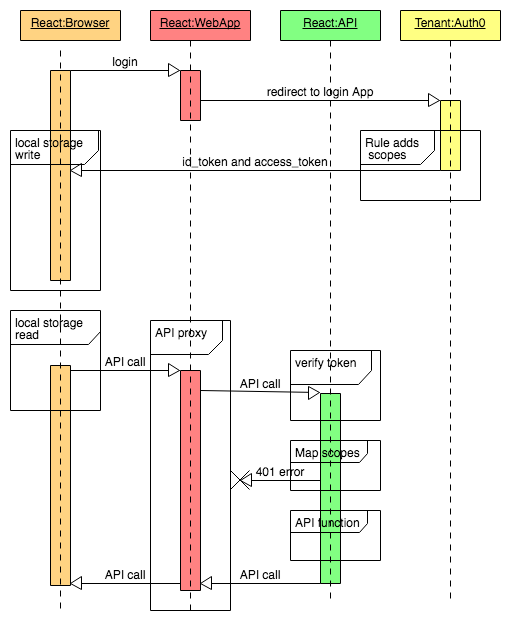 React:Browser
React:WebApp
React:API
Tenant:Auth0
login
redirect to login App
local storage
write
Rule adds
scopes
id_token and access_token
local storage
read
API proxy
API call
verify token
API call
Map scopes
401 error
API function
API call
API call